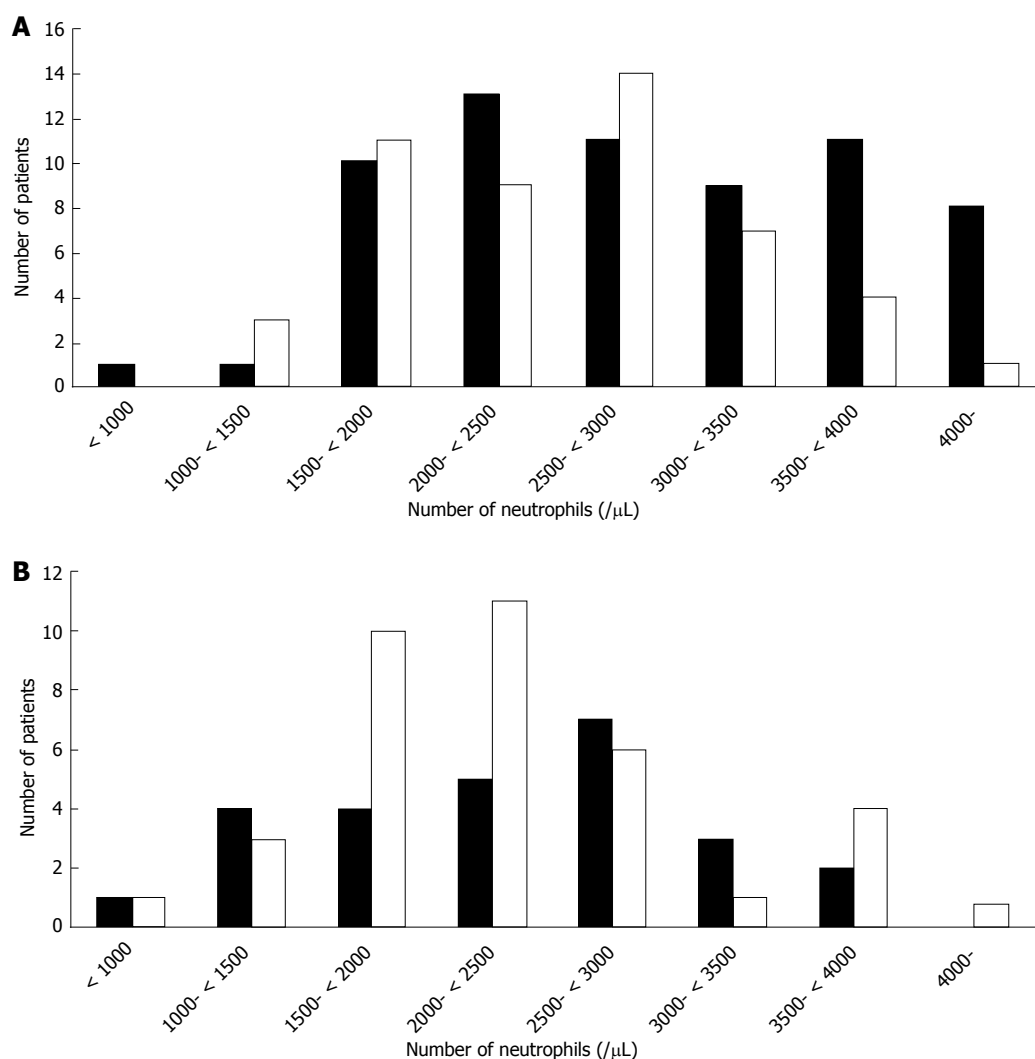 A
Number of patients
16
14
12
10
8
6
4
2
0
< 1000
1000- < 1500
1500- < 2000
2000- < 2500
2500- < 3000
3000- < 3500
3500- < 4000
4000-
Number of neutrophils (/μL)
B
Number of patients
12
10
8
6
4
2
0
< 1000
1000- < 1500
1500- < 2000
2000- < 2500
2500- < 3000
3000- < 3500
3500- < 4000
4000-
Number of neutrophils (/μL)